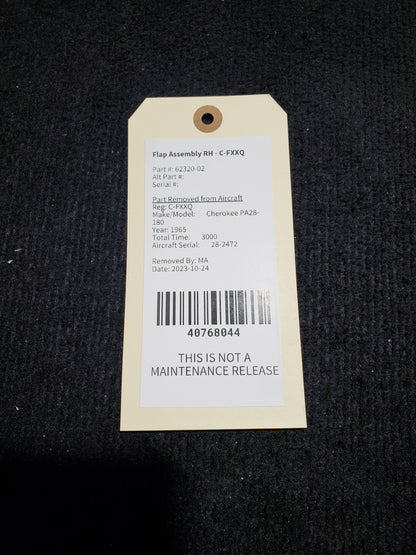 Flap Assembly RH - C-FXXQ
Part #: 62320-02
Alt Part #:
Serial #:
Part Removed from Aircraft
Reg: C-FXXQ
Make/Model: Cherokee PA28-
180
Year: 1965
Total Time: 3000
Aircraft Serial: 28-2472
Removed By: MA
Date: 2023-10-24
40768044
THIS IS NOT A
MAINTENANCE RELEASE